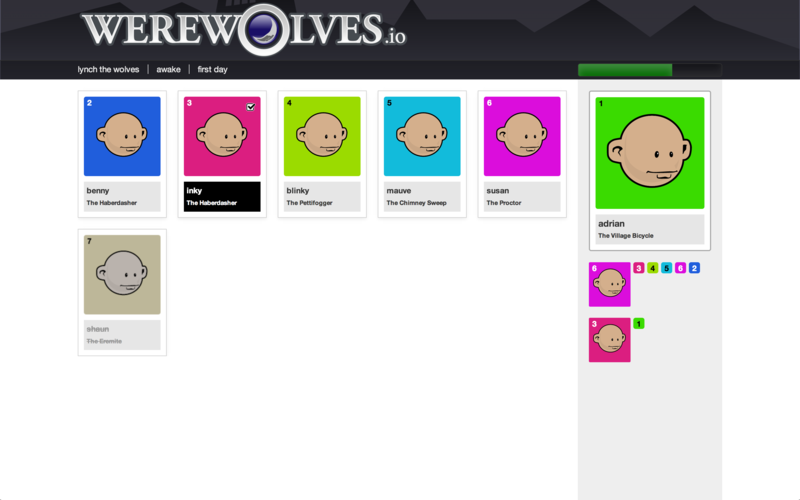 WEREWOLVES.io
lynch the wolves awake first day
2
benny
The Haberdasher
3
inky
The Haberdasher
4
blinky
The Pettifogger
5
mauve
The Chimney Sweep
6
susan
The Proctor
7
shaun
The Eremite
1
adrian
The Village Bicycle
6 3 4 5 6 2
3 1